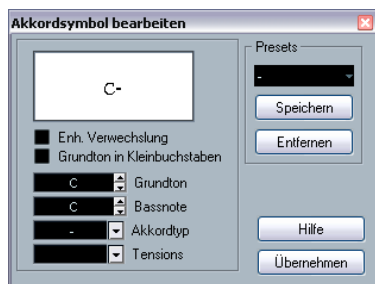 Akkordsymbol bearbeiten
C-
Enh. Verwechslung
Grundton in Kleinbuchstaben
C Grundton
C Bassnote
- Akkordtyp
Tensions
Presets
-
Speichern
Entfernen
Hilfe
Übernehmen